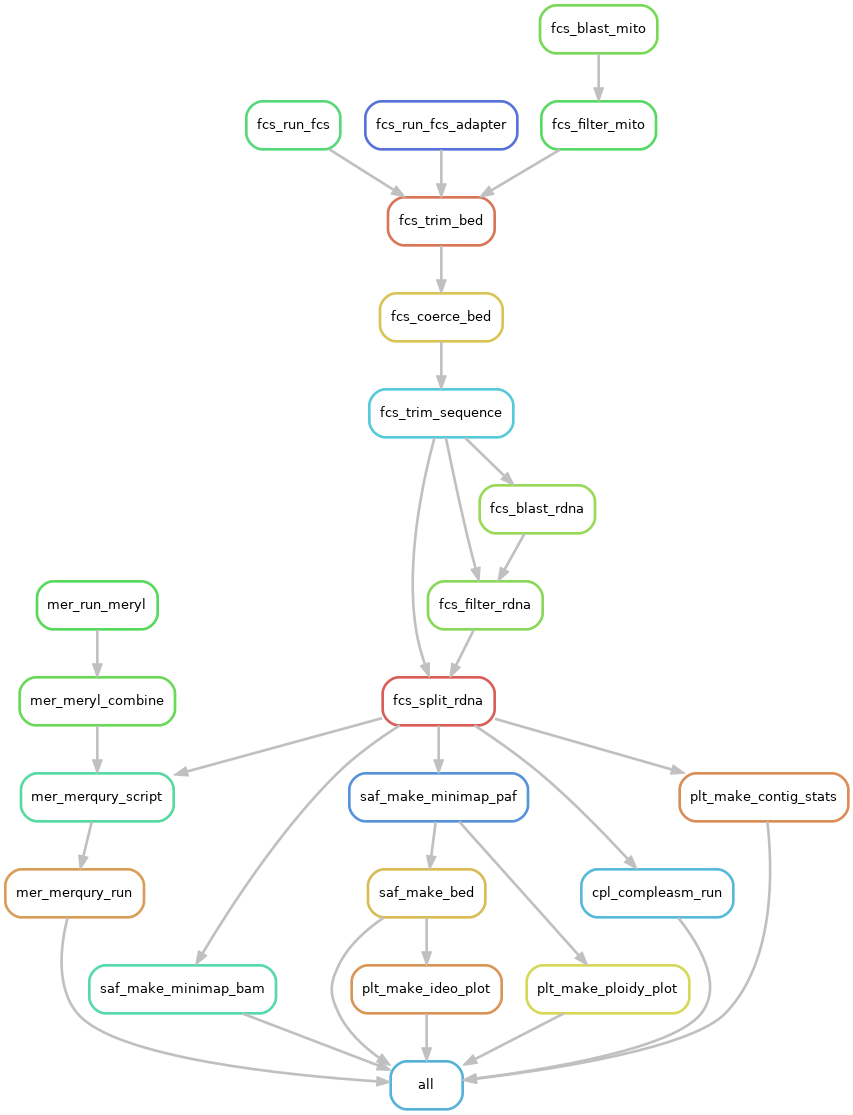 fcs_blast_mito
fcs_run_fcs
fcs_run_fcs_adapter
fcs_filter_mito
fcs_trim_bed
fcs_coerce_bed
fcs_trim_sequence
fcs_blast_rdna
mer_run_meryl
fcs_filter_rdna
mer_meryl_combine
fcs_split_rdna
mer_merqury_script
saf_make_minimap_paf
plt_make_contig_stats
mer_merqury_run
saf_make_bed
cpl_compleasm_run
saf_make_minimap_bam
plt_make_ideo_plot
plt_make_ploidy_plot
all